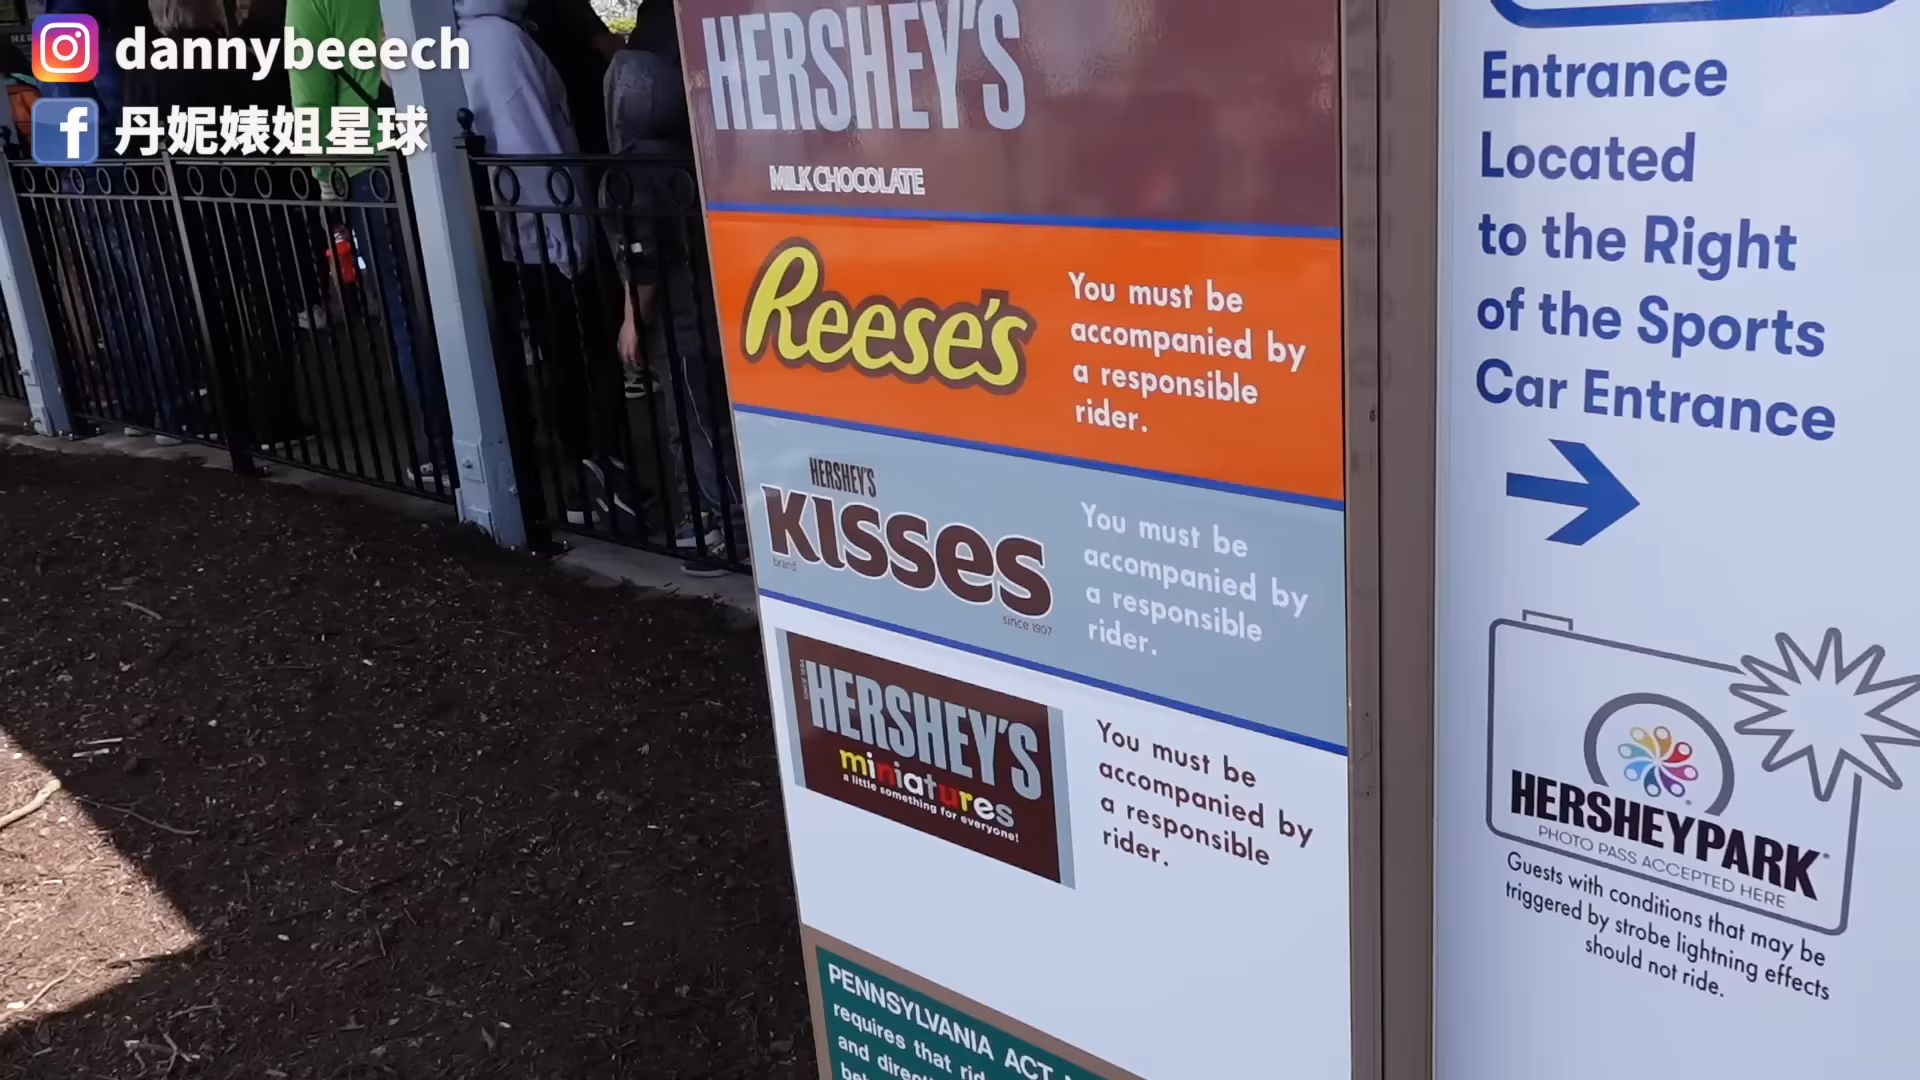 dannybeeech
丹妮婊姐星球
HERSHEY'S
MILK CHOCOLATE
Reese's
You must be
accompanied by
a responsible
rider.
HERSHEY'S
KISSES
brand
since 1907
You must be
accompanied by
a responsible
rider.
HERSHEY'S
miniatures
a little something for everyone!
You must be
accompanied by
a responsible
rider.
PENNSYLVANIA ACT
requires that
and
Entrance
Located
to the Right
of the Sports
Car Entrance
HERSHEYPARK
PHOTO PASS ACCEPTED HERE
Guests with conditions that may be
triggered by strobe lightning effects
should not ride.